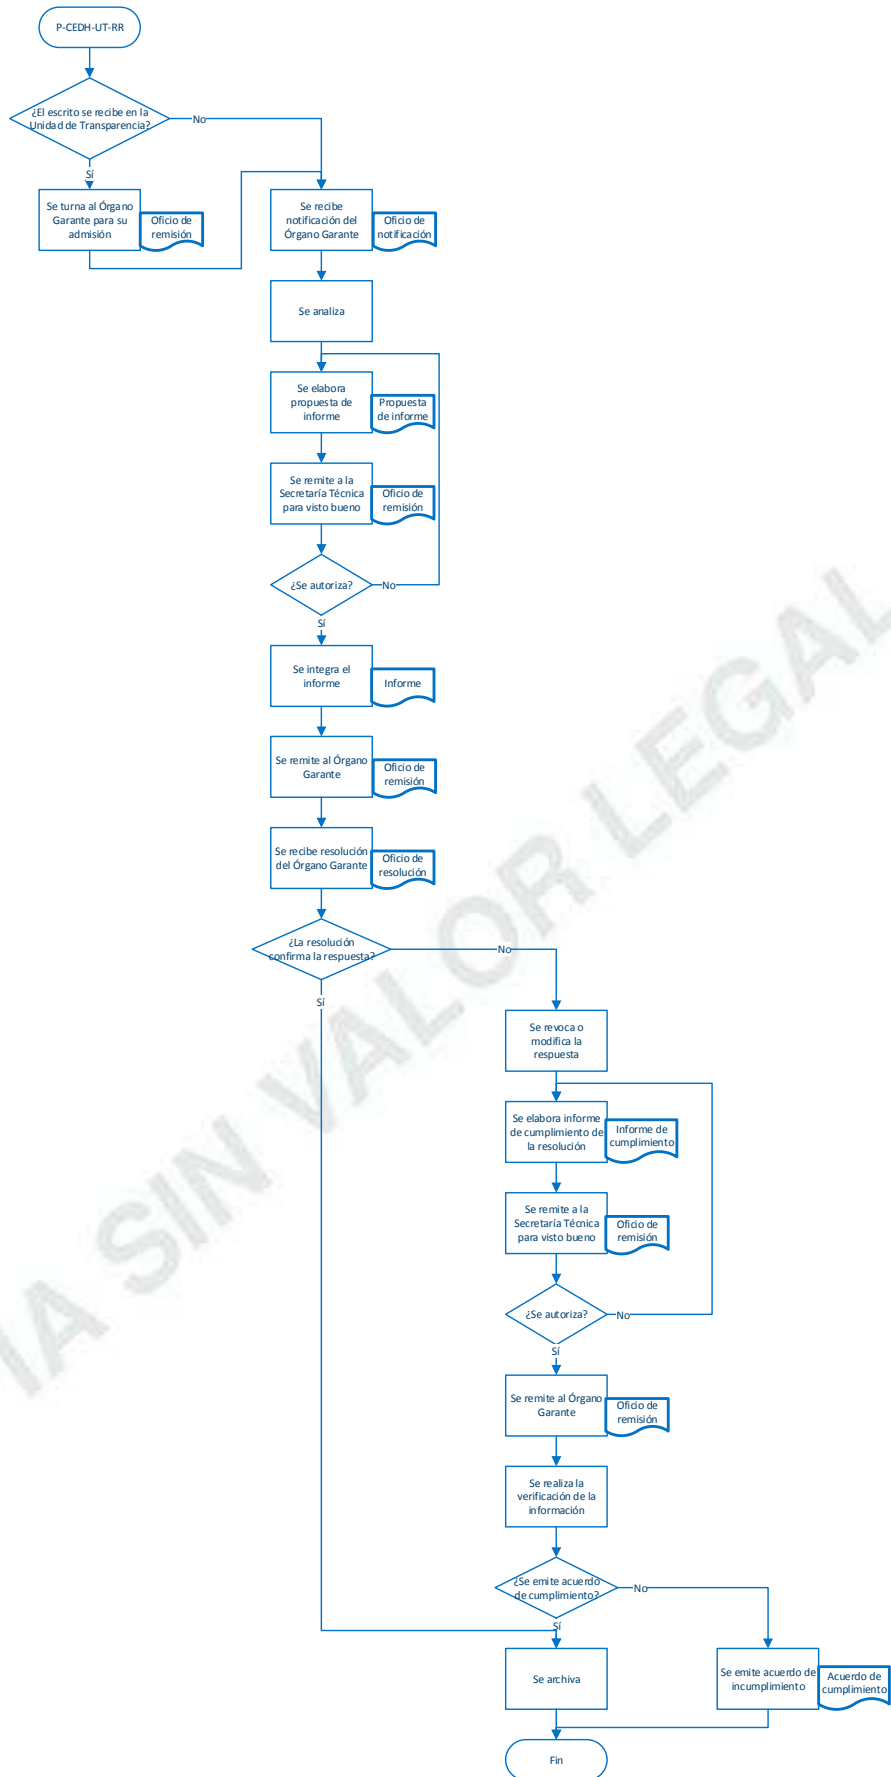 P-CEDH-UT-RR
¿El escrito se recibe en la
Unidad de Transparencia?
No
Sí
Se turna al Órgano
Garante para su
admisión
Oficio de
remisión
Se recibe
notificación del
Órgano Garante
Oficio de
notificación
Se analiza
Se elabora
propuesta de
informe
Propuesta
de informe
Se remite a la
Secretaría Técnica
para visto bueno
Oficio de
remisión
¿Se autoriza?
No
Sí
Se integra el
informe
Informe
Se remite al Órgano
Garante
Oficio de
remisión
Se recibe resolución
del Órgano Garante
Oficio de
resolución
¿La resolución
confirma la respuesta?
No
Sí
Se revoca o
modifica la
respuesta
Se elabora informe
de cumplimiento de
la resolución
Informe de
cumplimiento
Se remite a la
Secretaría Técnica
para visto bueno
Oficio de
remisión
¿Se autoriza?
No
Sí
Se remite al Órgano
Garante
Oficio de
remisión
Se realiza la
verificación de la
información
¿Se emite acuerdo
de cumplimiento?
No
Sí
Se archiva
Se emite acuerdo de
incumplimiento
Acuerdo de
cumplimiento
Fin
IA SIN VALOR LEGAL